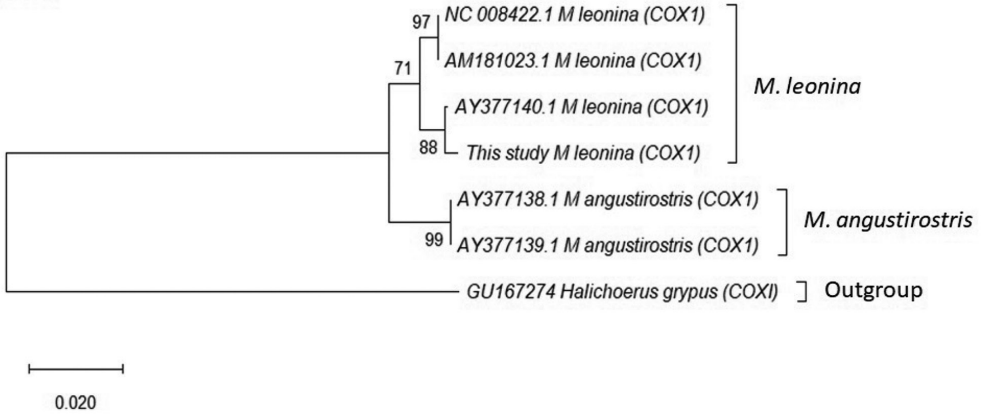 NC 008422.1 M leonina (COX1)
97
AM181023.1 M leonina (COX1)
71
M. leonina
AY377140.1 M leonina (COX1)
88
This study M leonina (COX1)
AY377138.1 M angustirostris (COX1)
M. angustirostris
99
AY377139.1 M angustirostris (COX1)
GU167274 Halichoerus grypus (COXI)
Outgroup
0.020